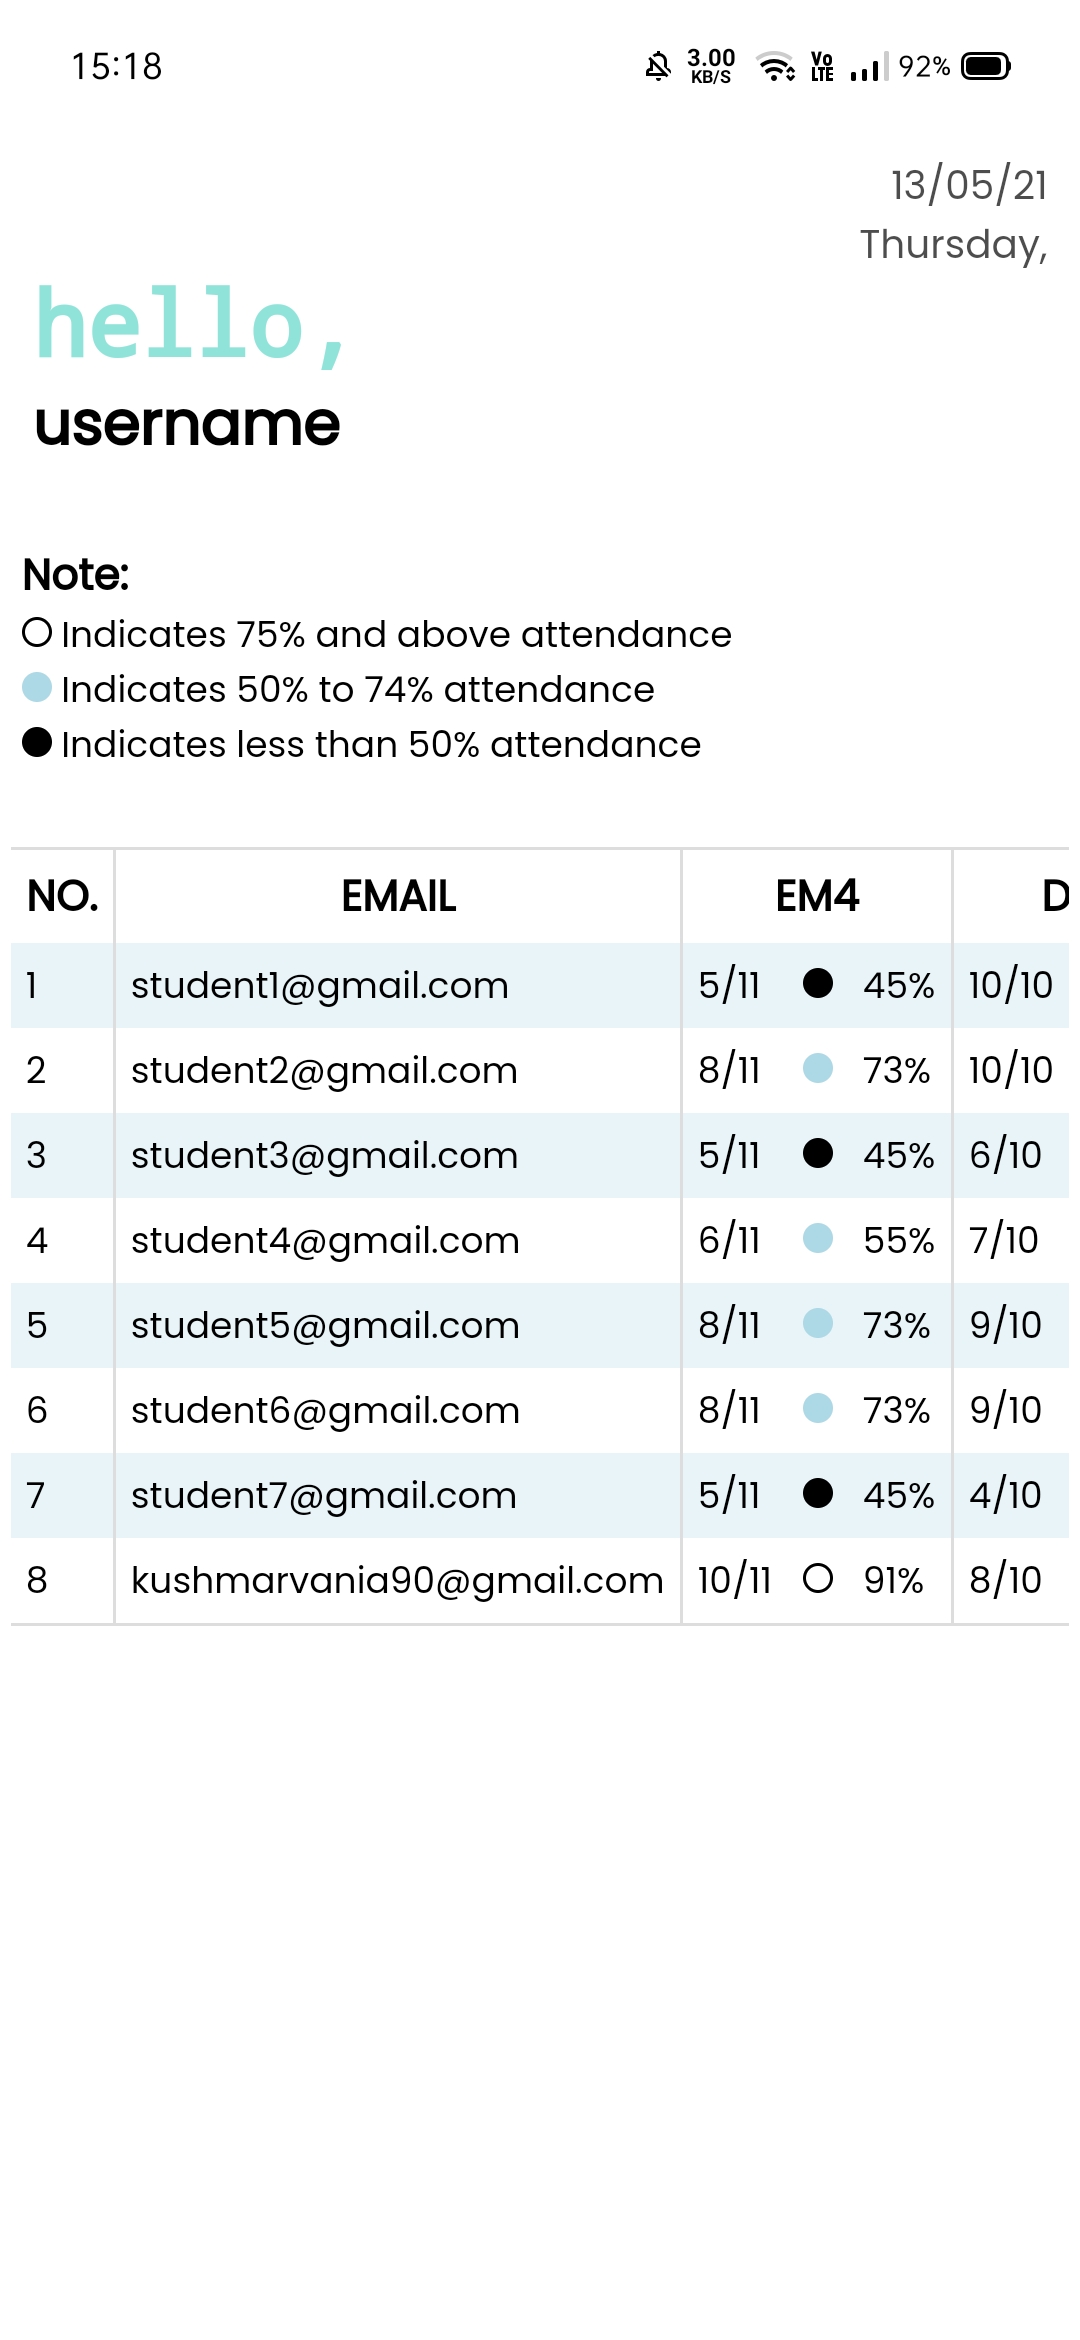 15:18 3.00 KB/S Vo LTE 92%
13/05/21
Thursday,
hello,
username
Note:
Indicates 75% and above attendance
Indicates 50% to 74% attendance
Indicates less than 50% attendance
NO. EMAIL EM4 D
1 student1@gmail.com 5/11 45% 10/10
2 student2@gmail.com 8/11 73% 10/10
3 student3@gmail.com 5/11 45% 6/10
4 student4@gmail.com 6/11 55% 7/10
5 student5@gmail.com 8/11 73% 9/10
6 student6@gmail.com 8/11 73% 9/10
7 student7@gmail.com 5/11 45% 4/10
8 kushmarvania90@gmail.com 10/11 91% 8/10